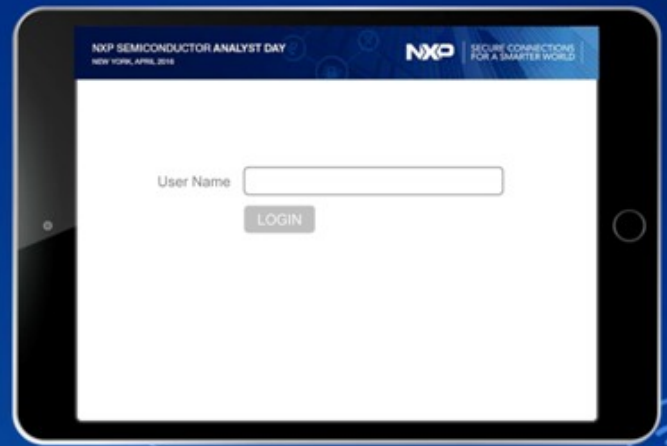 NXP SEMICONDUCTOR ANALYST DAY
NEW YORK, APRIL 2016
NXP
SECURE CONNECTIONS
FOR A SMARTER WORLD
User Name
LOGIN